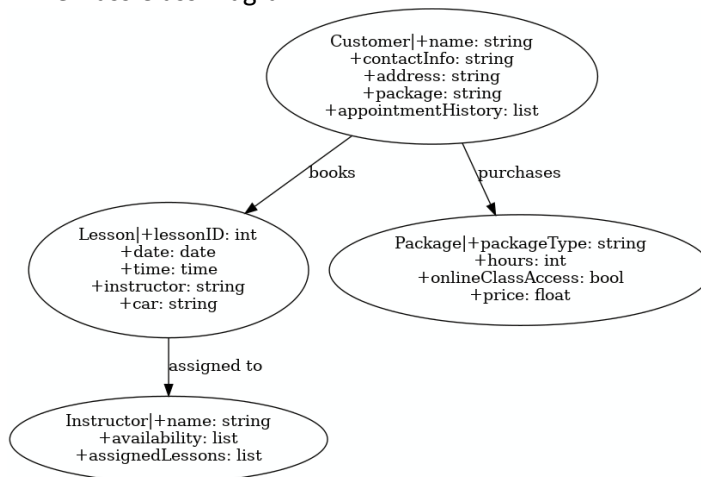 Customer|+name: string
+contactInfo: string
+address: string
+package: string
+appointmentHistory: list
books
purchases
Lesson|+lessonID: int
+date: date
+time: time
+instructor: string
+car: string
Package|+packageType: string
+hours: int
+onlineClassAccess: bool
+price: float
assigned to
Instructor|+name: string
+availability: list
+assignedLessons: list